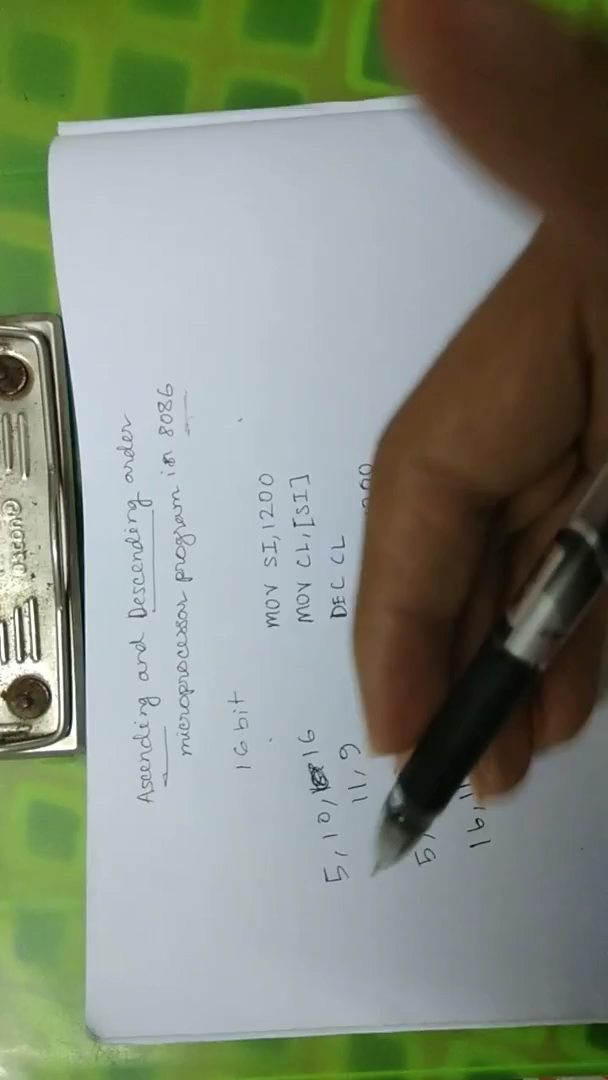 Ascending and Descending order
microprocessor program in 8086
16 bit
MOV SI, 1200
5, 10, 16
MOV CL, [SI]
11, 9
DEC CL
5,
16, 11